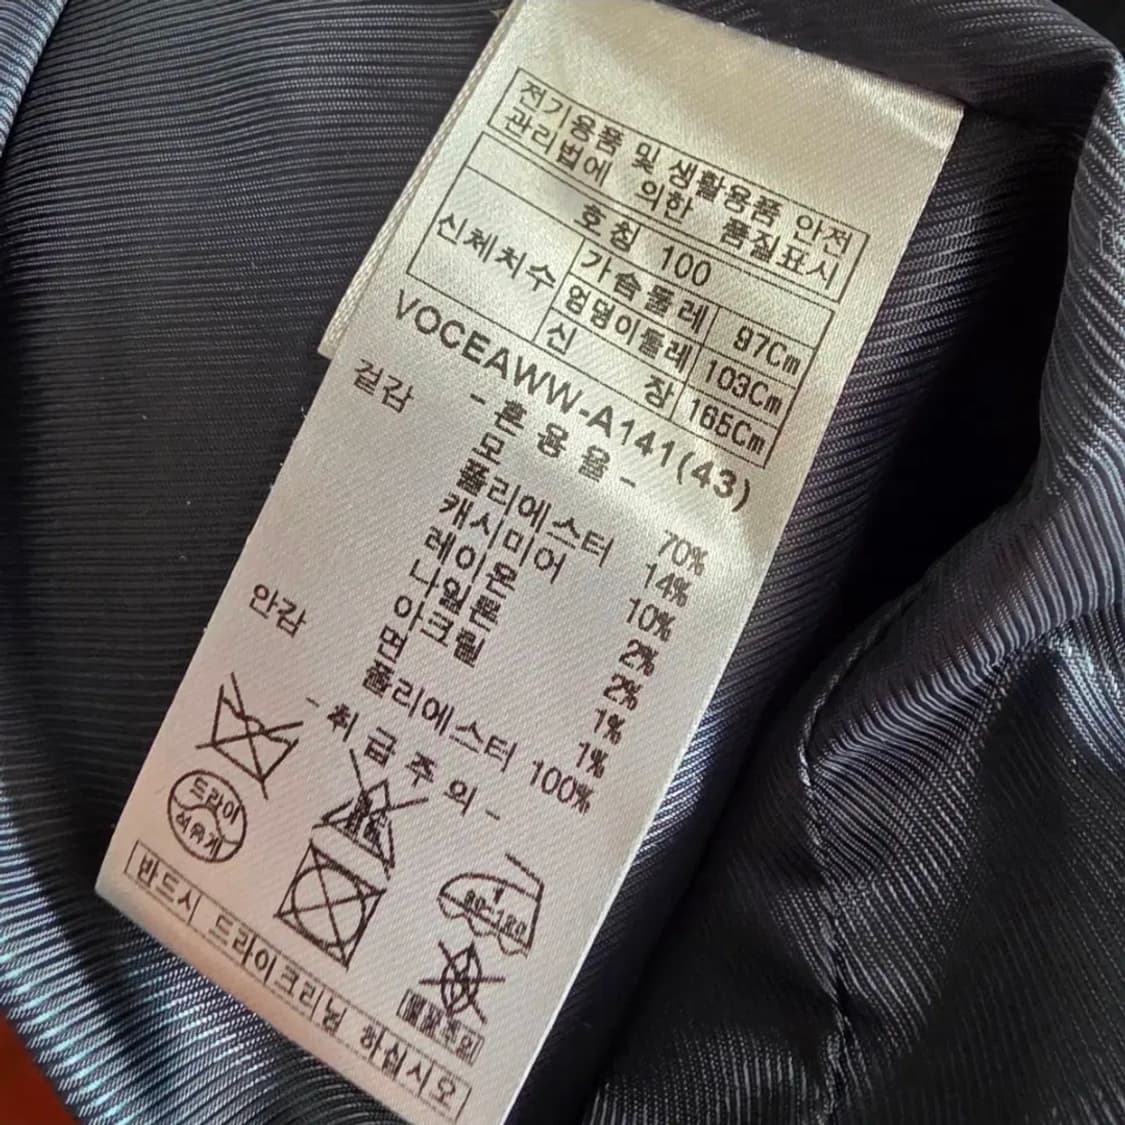 전기용품 및 생활용품 안전
관리법에 의한 품질표시
호칭 100
신체치수
가슴둘레 97Cm
엉덩이둘레 103Cm
신 장 165Cm
VOCEAWW-A141(43)
- 혼 용 율 -
겉감 모 70%
폴리에스터 14%
캐시미어 10%
레이온 2%
나일론 2%
아크릴 1%
면 1%
안감 폴리에스터 100%
- 취 급 주 의 -
드라이
80~120
반드시 드라이크리닝 하십시오